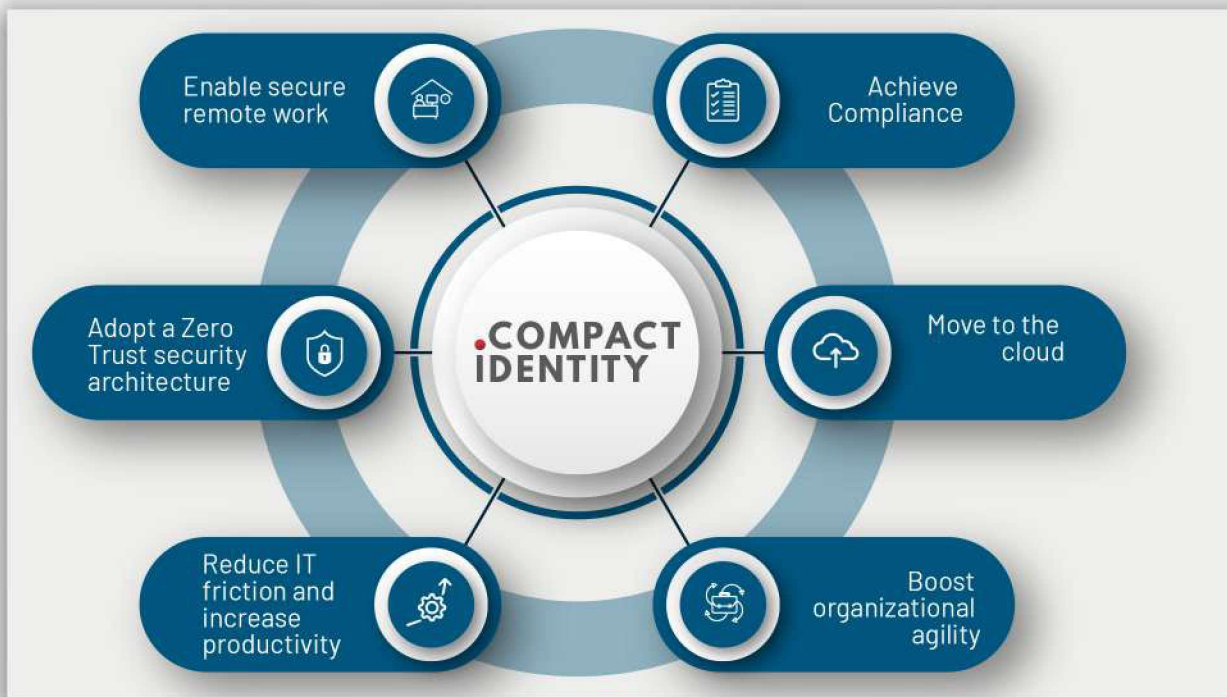 Enable secure
remote work
Achieve
Compliance
Adopt a Zero
Trust security
architecture
.COMPACT
IDENTITY
Move to the
cloud
Reduce IT
friction and
increase
productivity
Boost
organizational
agility